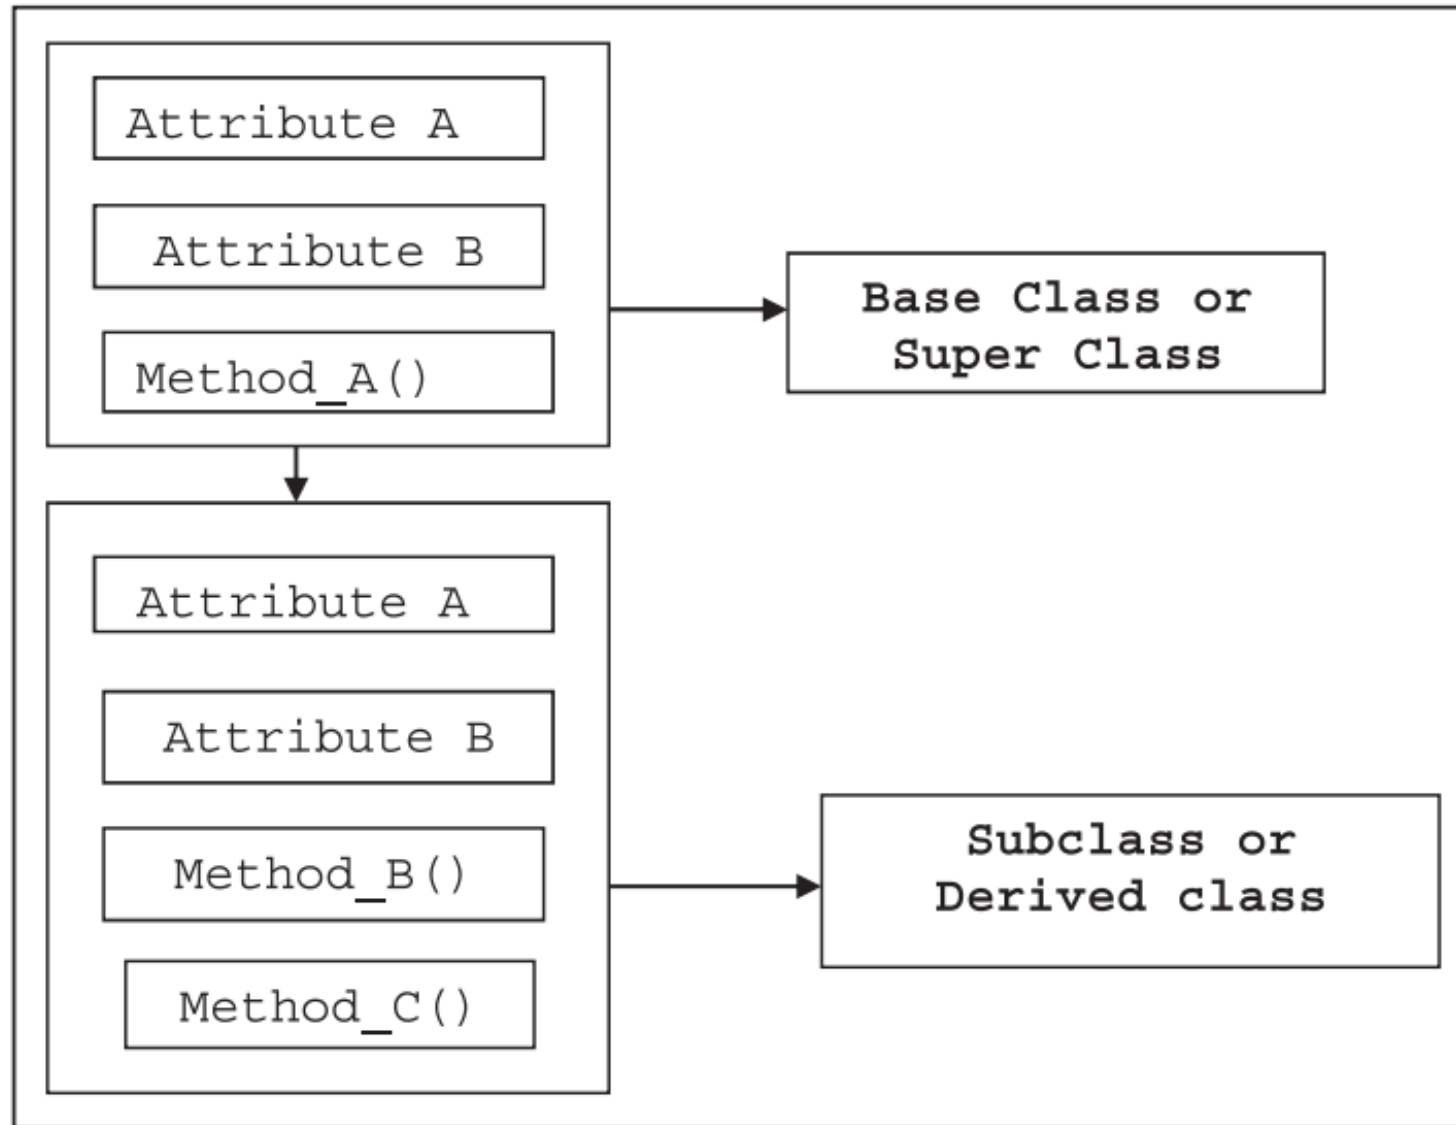 Attribute A
Attribute B
Method_A()
Base Class or
Super Class
Attribute A
Attribute B
Method_B()
Method_C()
Subclass or
Derived class